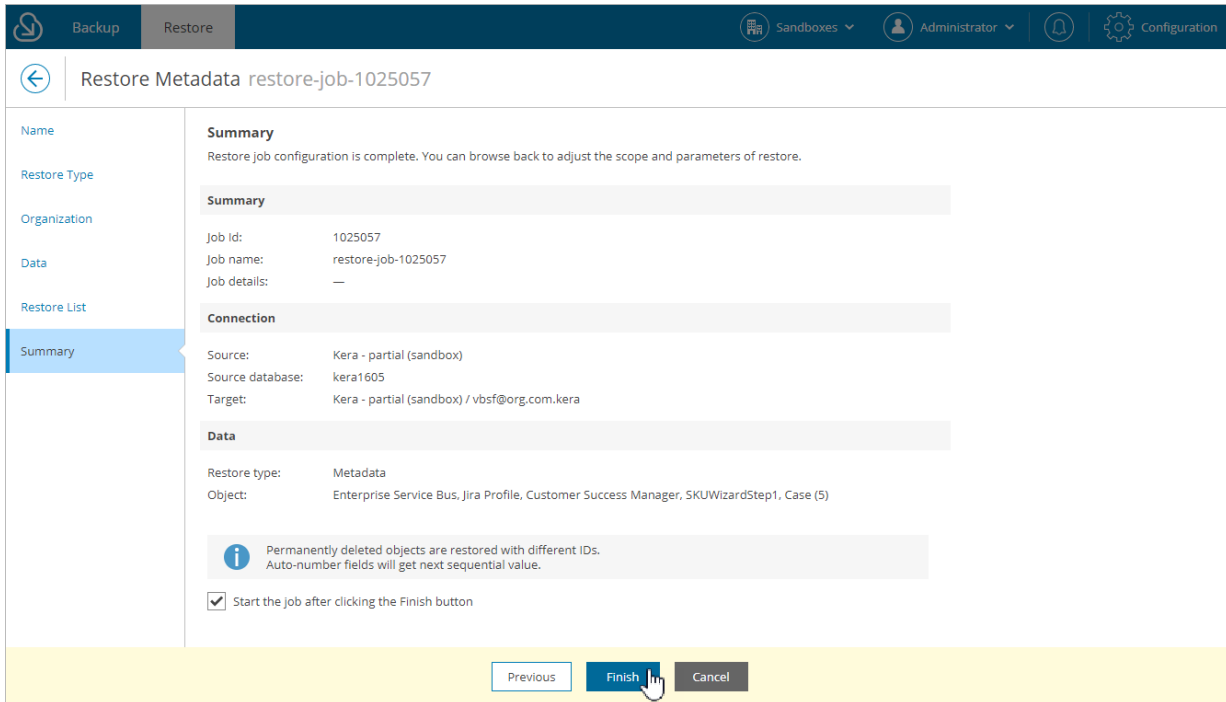 Backup
Restore
Sandboxes
Administrator
Configuration
Restore Metadata restore-job-1025057
Name
Restore Type
Organization
Data
Restore List
Summary
Summary
Restore job configuration is complete. You can browse back to adjust the scope and parameters of restore.
Summary
Job Id: 1025057
Job name: restore-job-1025057
Job details: —
Connection
Source: Kera - partial (sandbox)
Source database: kera1605
Target: Kera - partial (sandbox) / vbsf@org.com.kera
Data
Restore type: Metadata
Object: Enterprise Service Bus, Jira Profile, Customer Success Manager, SKUWizardStep1, Case (5)
Permanently deleted objects are restored with different IDs.
Auto-number fields will get next sequential value.
Start the job after clicking the Finish button
Previous
Finish
Cancel